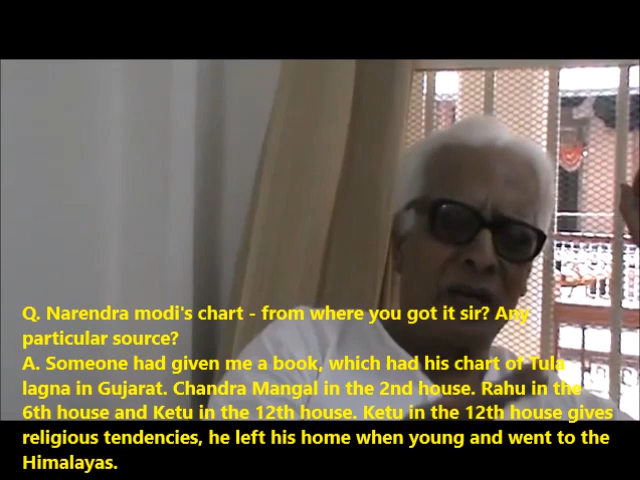 Q. Narendra modi's chart - from where you got it sir? Any
particular source?
A. Someone had given me a book, which had his chart of Tula
lagna in Gujarat. Chandra Mangal in the 2nd house. Rahu in the
6th house and Ketu in the 12th house. Ketu in the 12th house gives
religious tendencies, he left his home when young and went to the
Himalayas.